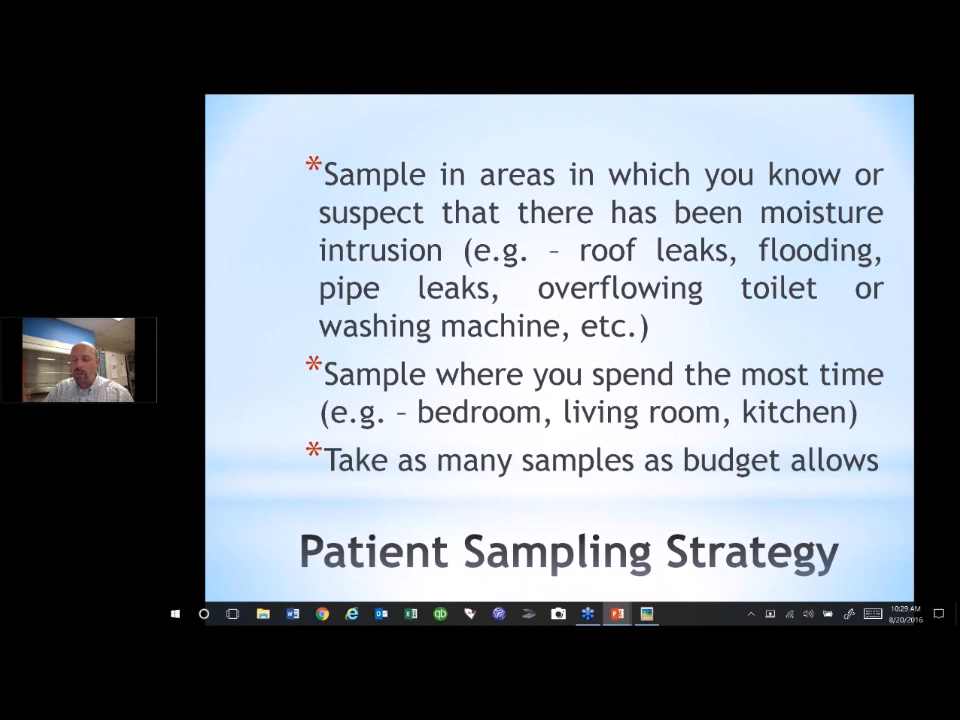 *Sample in areas in which you know or
suspect that there has been moisture
intrusion (e.g. – roof leaks, flooding,
pipe leaks, overflowing toilet or
washing machine, etc.)
*Sample where you spend the most time
(e.g. – bedroom, living room, kitchen)
*Take as many samples as budget allows
Patient Sampling Strategy
10:29 AM
8/20/2016